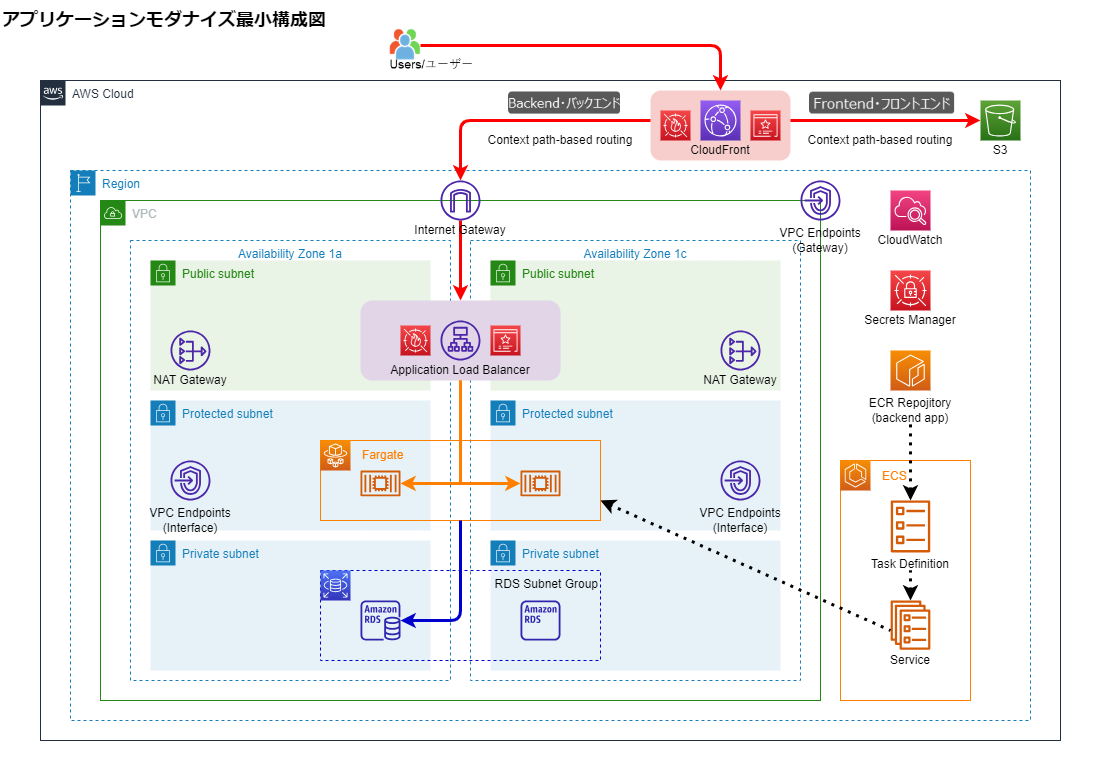 アプリケーションモダナイズ最小構成図
Users/ユーザー
aws
AWS Cloud
Backend・バックエンド
Frontend・フロントエンド
Context path-based routing
CloudFront
Context path-based routing
S3
Region
VPC
Internet Gateway
VPC Endpoints
(Gateway)
CloudWatch
Availability Zone 1a
Availability Zone 1c
Public subnet
Public subnet
Secrets Manager
NAT Gateway
Application Load Balancer
NAT Gateway
ECR Repojitory
(backend app)
Protected subnet
Protected subnet
Fargate
ECS
VPC Endpoints
(Interface)
VPC Endpoints
(Interface)
Private subnet
Private subnet
Task Definition
RDS Subnet Group
Amazon
RDS
Amazon
RDS
Service